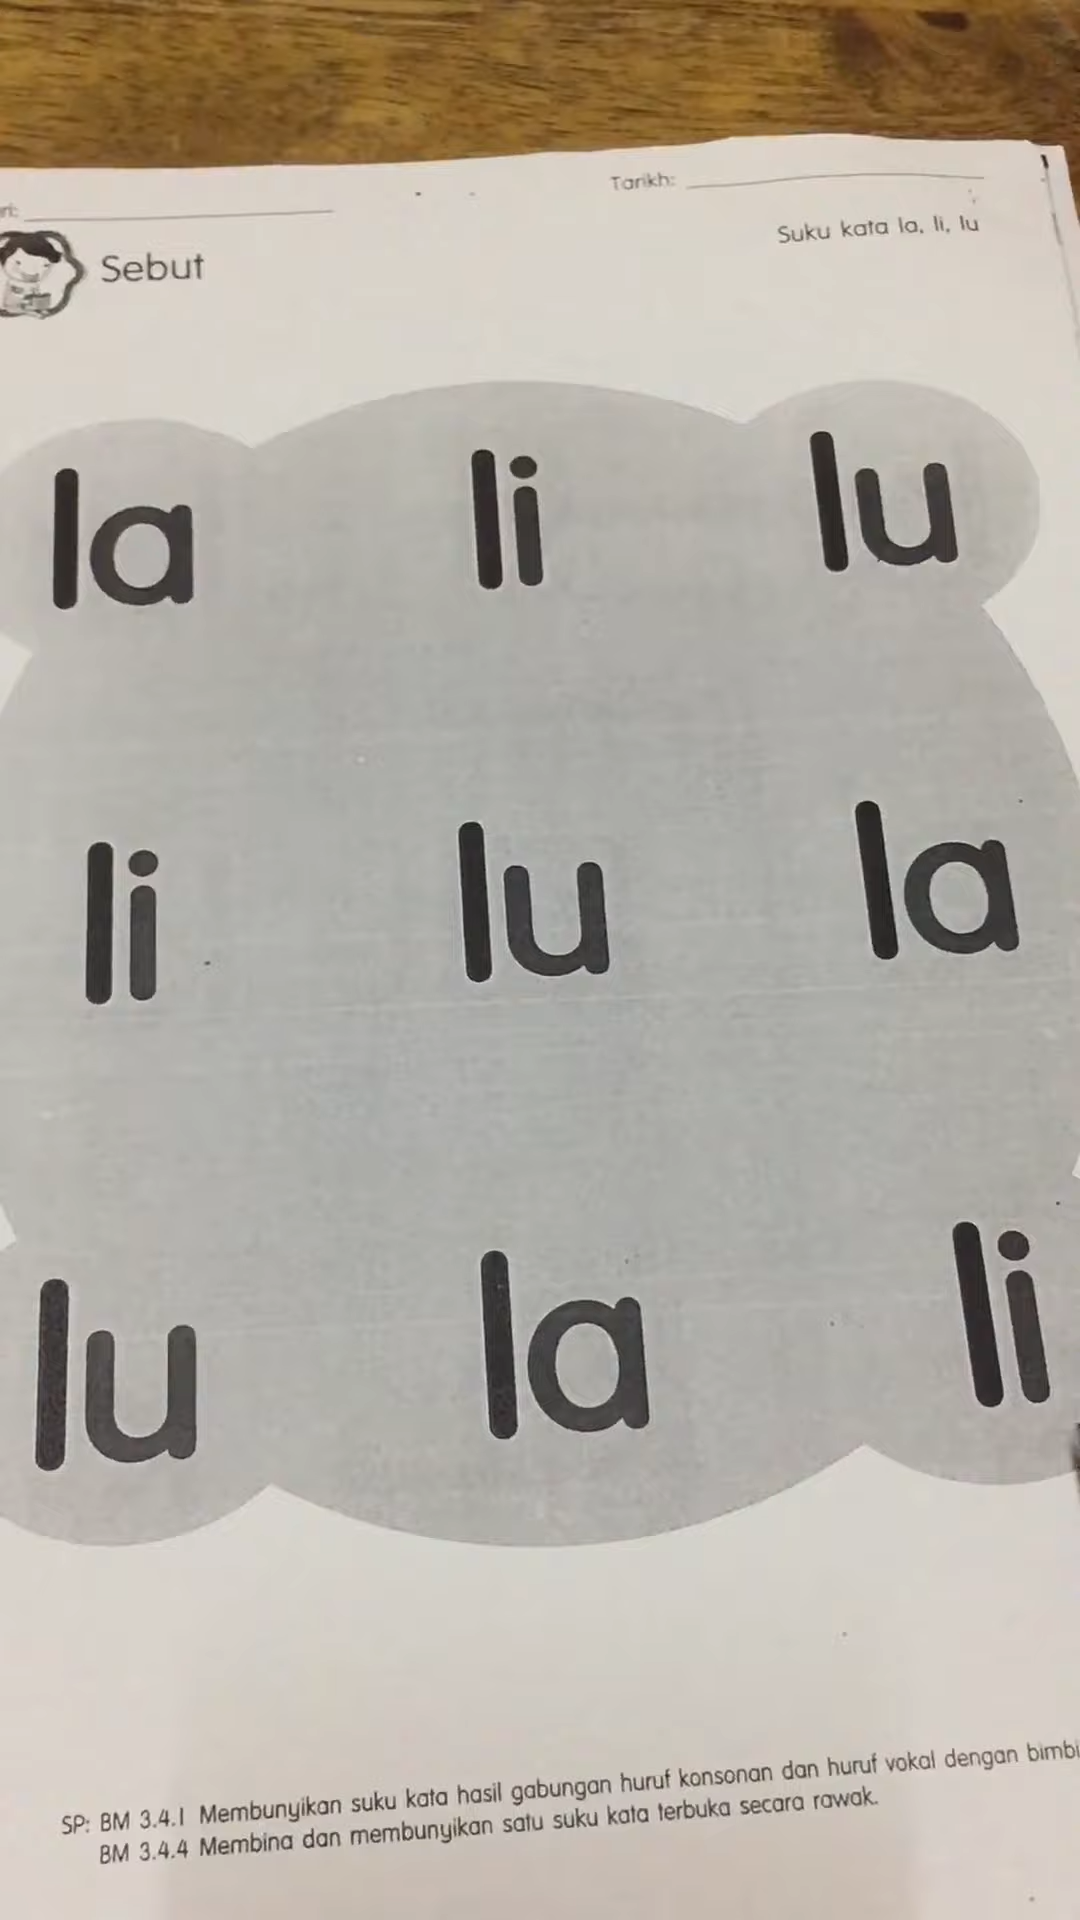 Tarikh:
Suku kata la, li, lu
Sebut
la li lu
li lu la
lu la li
SP: BM 3.4.1 Membunyikan suku kata hasil gabungan huruf konsonan dan huruf vokal dengan
BM 3.4.4 Membina dan membunyikan satu suku kata terbuka secara rawak.